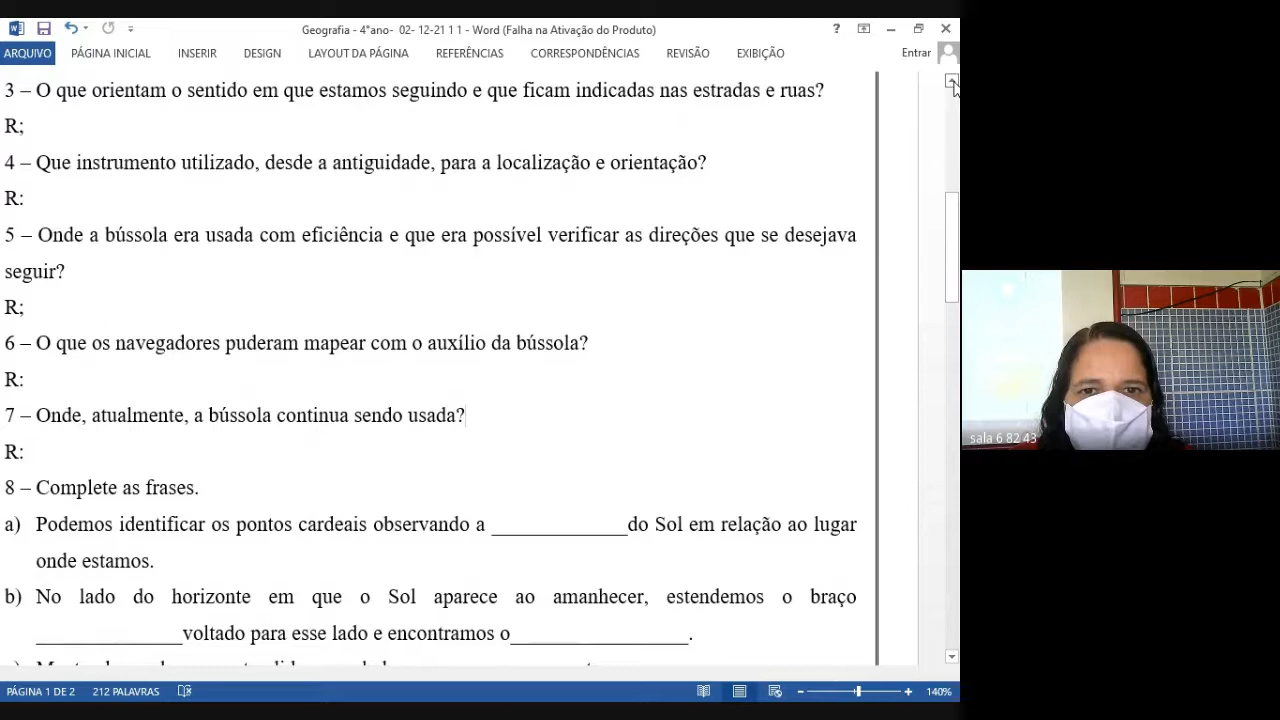 Geografia - 4°ano- 02- 12-21 1 1 - Word (Falha na Ativação do Produto)
ARQUIVO PÁGINA INICIAL INSERIR DESIGN LAYOUT DA PÁGINA REFERÊNCIAS CORRESPONDÊNCIAS REVISÃO EXIBIÇÃO Entrar
3 – O que orientam o sentido em que estamos seguindo e que ficam indicadas nas estradas e ruas?
R;
4 – Que instrumento utilizado, desde a antiguidade, para a localização e orientação?
R:
5 – Onde a bússola era usada com eficiência e que era possível verificar as direções que se desejava
seguir?
R;
6 – O que os navegadores puderam mapear com o auxílio da bússola?
R:
7 – Onde, atualmente, a bússola continua sendo usada?
R:
8 – Complete as frases.
a) Podemos identificar os pontos cardeais observando a _____________do Sol em relação ao lugar
onde estamos.
b) No lado do horizonte em que o Sol aparece ao amanhecer, estendemos o braço
______________voltado para esse lado e encontramos o_________________.
sala 6 82 43
PÁGINA 1 DE 2 212 PALAVRAS 140%